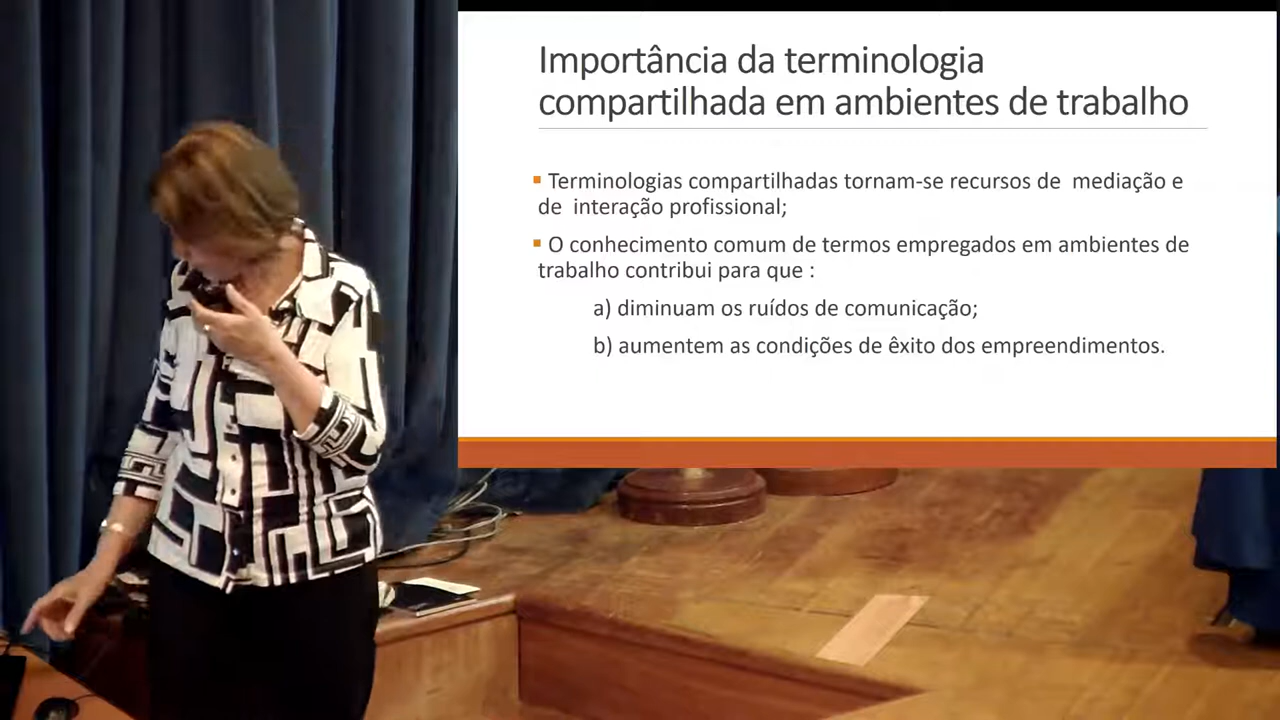 Importância da terminologia
compartilhada em ambientes de trabalho
▪ Terminologias compartilhadas tornam-se recursos de mediação e
de interação profissional;
▪ O conhecimento comum de termos empregados em ambientes de
trabalho contribui para que :
a) diminuam os ruídos de comunicação;
b) aumentem as condições de êxito dos empreendimentos.